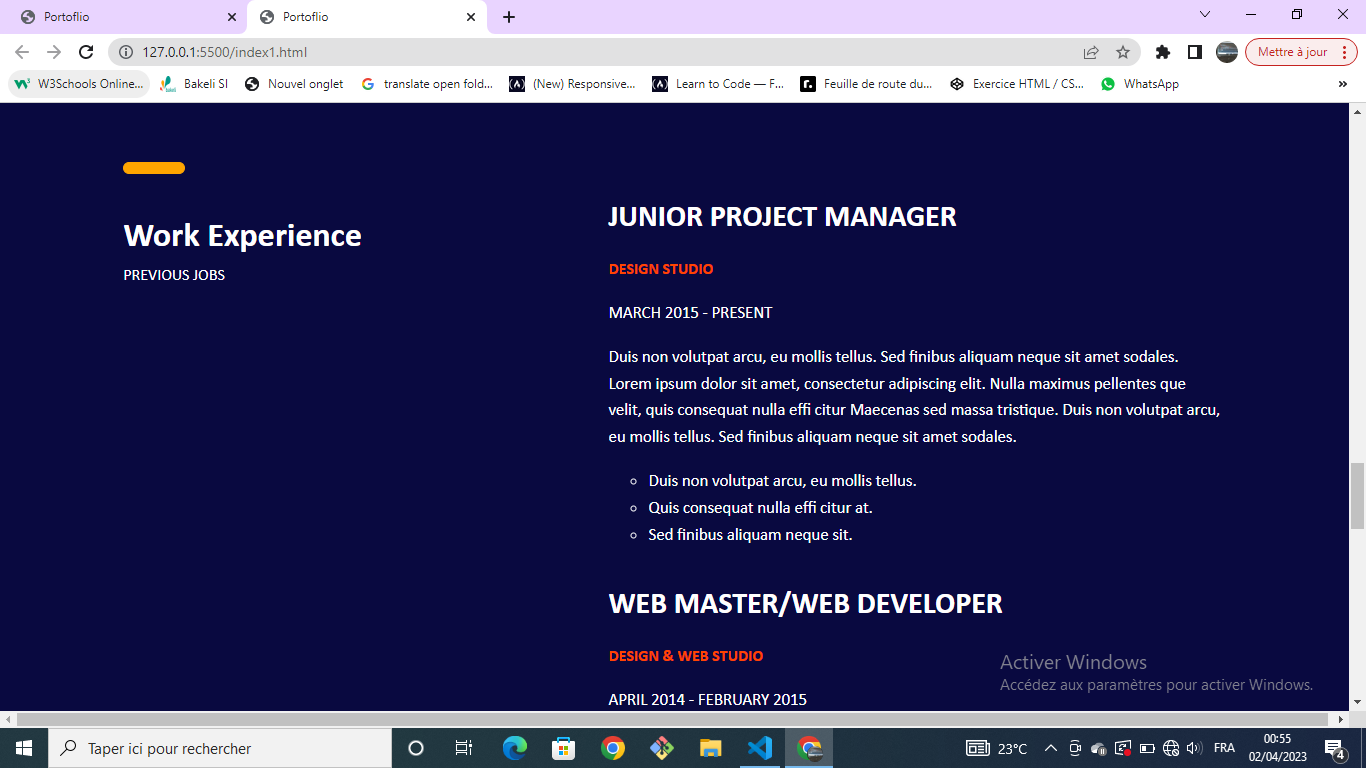 Portoflio
Portoflio
127.0.0.1:5500/index1.html
Mettre à jour
W3Schools Online...
Bakeli SI
Nouvel onglet
translate open fold...
(New) Responsive...
Learn to Code — F...
Feuille de route du...
Exercice HTML / CS...
WhatsApp
»
Work Experience
PREVIOUS JOBS
JUNIOR PROJECT MANAGER
DESIGN STUDIO
MARCH 2015 - PRESENT
Duis non volutpat arcu, eu mollis tellus. Sed finibus aliquam neque sit amet sodales.
Lorem ipsum dolor sit amet, consectetur adipiscing elit. Nulla maximus pellentes que
velit, quis consequat nulla effi citur Maecenas sed massa tristique. Duis non volutpat arcu,
eu mollis tellus. Sed finibus aliquam neque sit amet sodales.
Duis non volutpat arcu, eu mollis tellus.
Quis consequat nulla effi citur at.
Sed finibus aliquam neque sit.
WEB MASTER/WEB DEVELOPER
DESIGN & WEB STUDIO
APRIL 2014 - FEBRUARY 2015
Activer Windows
Accédez aux paramètres pour activer Windows.
Taper ici pour rechercher
23°C
FRA
00:55
02/04/2023
4